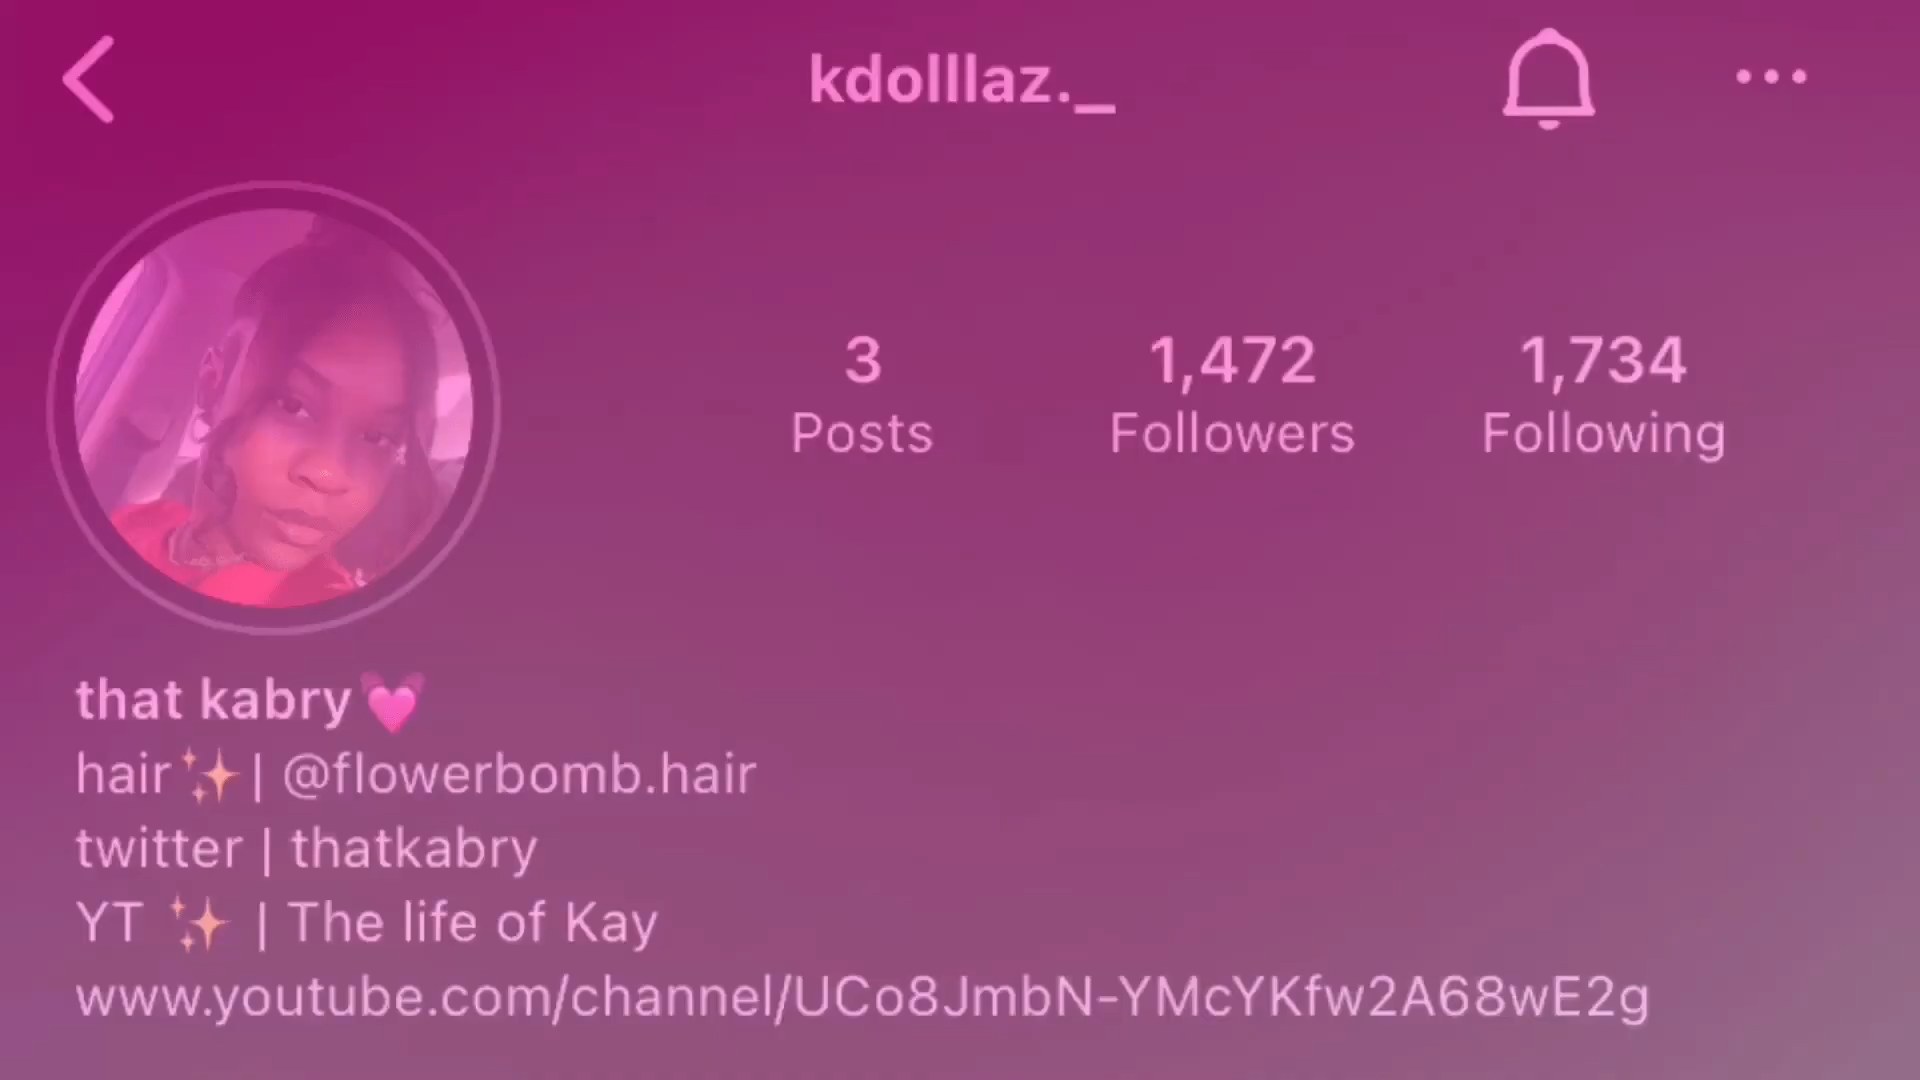 kdolllaz._
3 1,472 1,734
Posts Followers Following
that kabry💓
hair✨| @flowerbomb.hair
twitter | thatkabry
YT ✨ | The life of Kay
www.youtube.com/channel/UCo8JmbN-YMcYKfw2A68wE2g